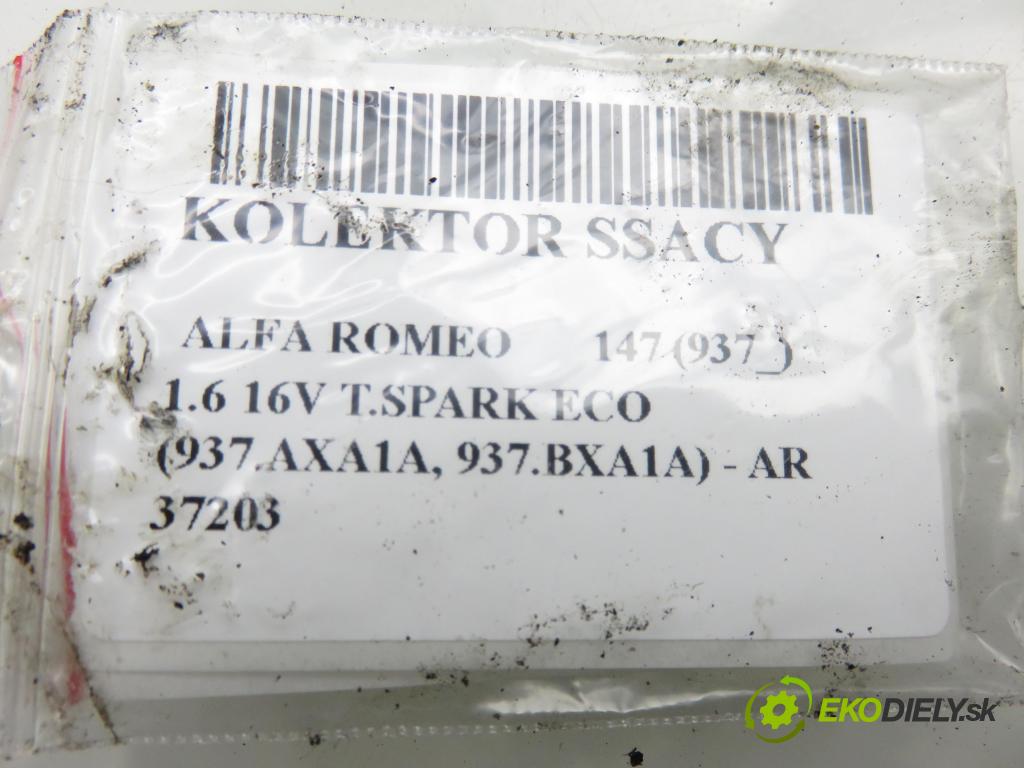 KOLEKTOR SSACY
ALFA ROMEO 147 (937_)
1.6 16V T.SPARK ECO
(937.AXA1A, 937.BXA1A) - AR
37203
EKODIELY.sk